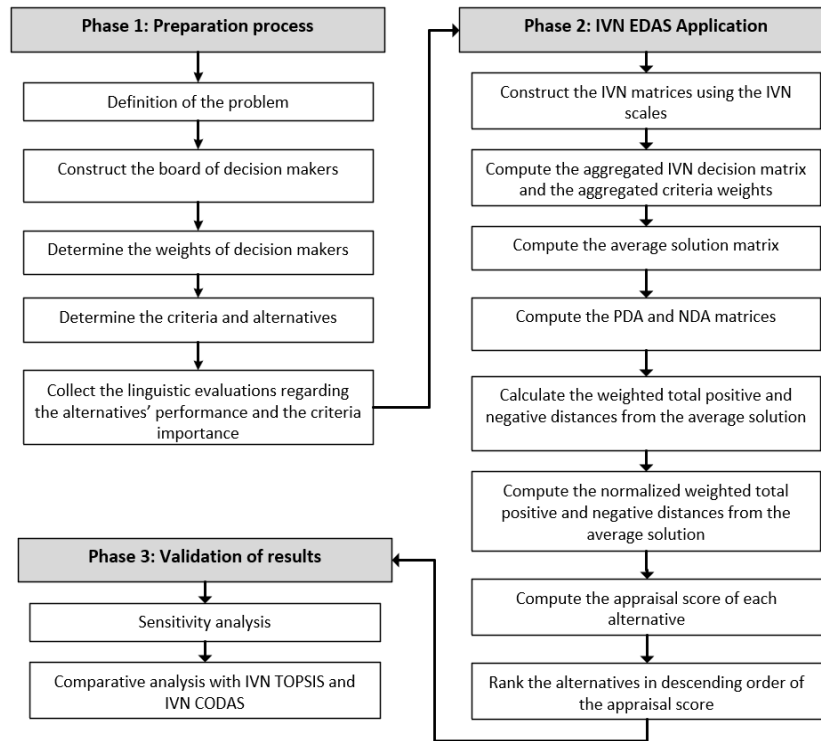 Phase 1: Preparation process
Definition of the problem
Construct the board of decision makers
Determine the weights of decision makers
Determine the criteria and alternatives
Collect the linguistic evaluations regarding
the alternatives’ performance and the criteria
importance
Phase 2: IVN EDAS Application
Construct the IVN matrices using the IVN
scales
Compute the aggregated IVN decision matrix
and the aggregated criteria weights
Compute the average solution matrix
Compute the PDA and NDA matrices
Calculate the weighted total positive and
negative distances from the average solution
Compute the normalized weighted total
positive and negative distances from the
average solution
Compute the appraisal score of each
alternative
Rank the alternatives in descending order of
the appraisal score
Phase 3: Validation of results
Sensitivity analysis
Comparative analysis with IVN TOPSIS and
IVN CODAS